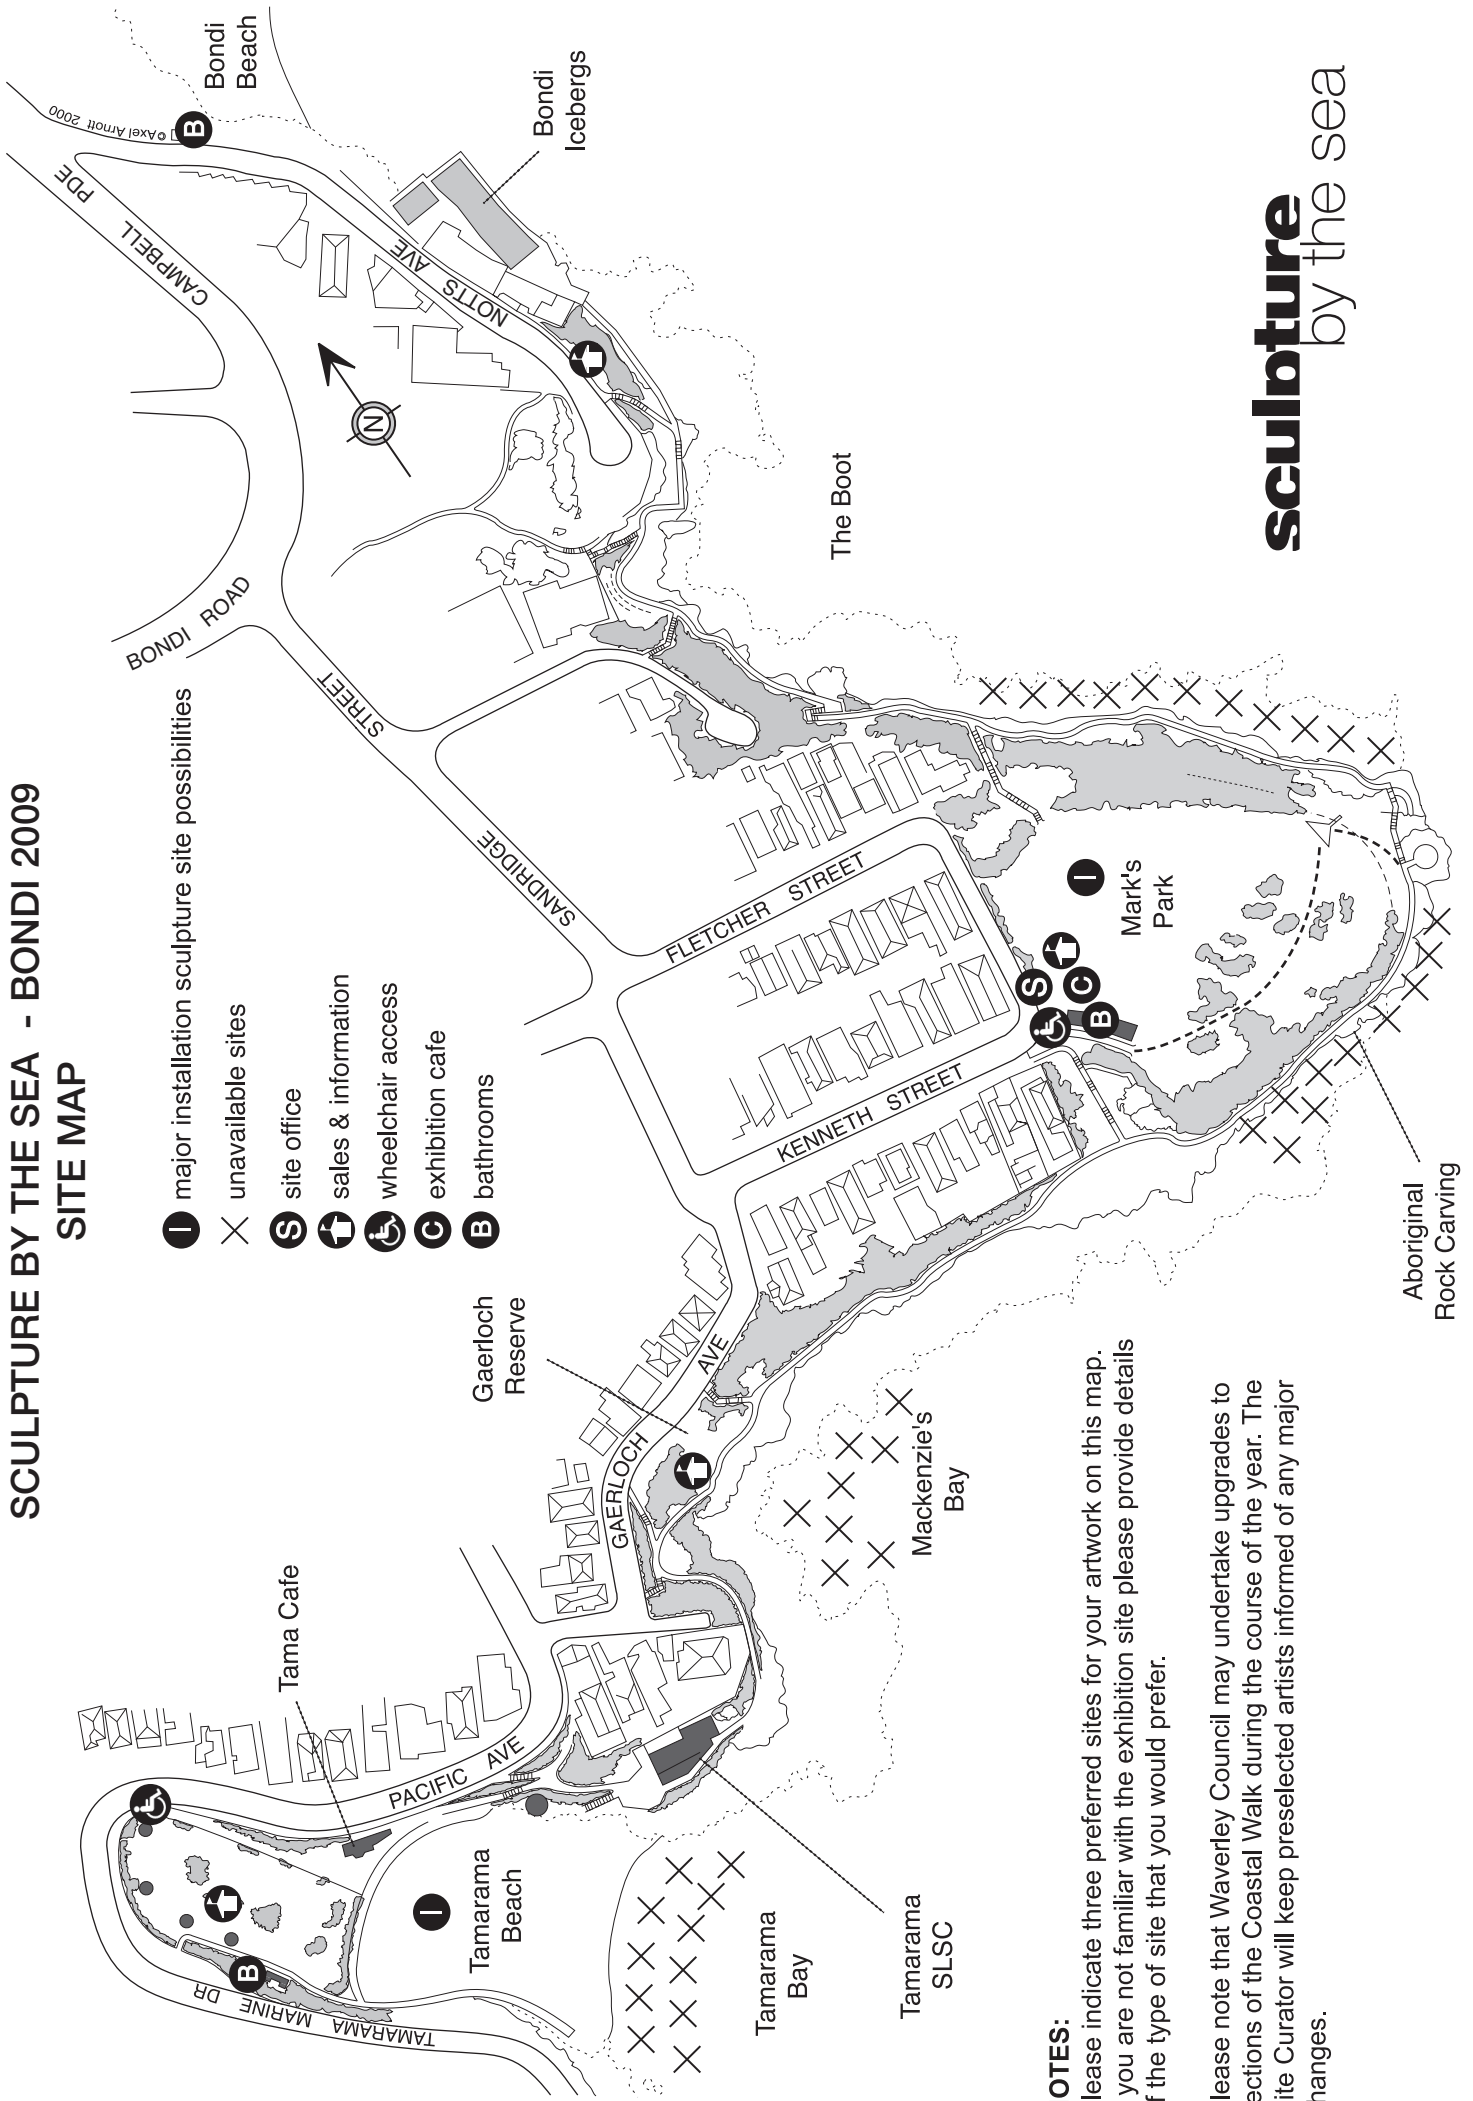 SCULPTURE BY THE SEA - BONDI 2009
SITE MAP
I major installation sculpture site possibilities
unavailable sites
S site office
sales & information
wheelchair access
C exhibition cafe
B bathrooms
Tama Cafe
Gaerloch
Reserve
BONDI ROAD
CAMPBELL PDE
© Axel Arnott 2000
B
Bondi
Beach
Bondi
Icebergs
NOTTS AVE
N
SANDRIDGE STREET
FLETCHER STREET
KENNETH STREET
GAERLOCH AVE
PACIFIC AVE
TAMARAMA MARINE DR
B
I
Tamarama
Beach
Tamarama
Bay
Tamarama
SLSC
Mackenzie's
Bay
The Boot
I
Mark's
Park
S
C
B
Aboriginal
Rock Carving
OTES:
lease indicate three preferred sites for your artwork on this map.
you are not familiar with the exhibition site please provide details
f the type of site that you would prefer.
lease note that Waverley Council may undertake upgrades to
ections of the Coastal Walk during the course of the year. The
ite Curator will keep preselected artists informed of any major
hanges.
sculpture
by the sea